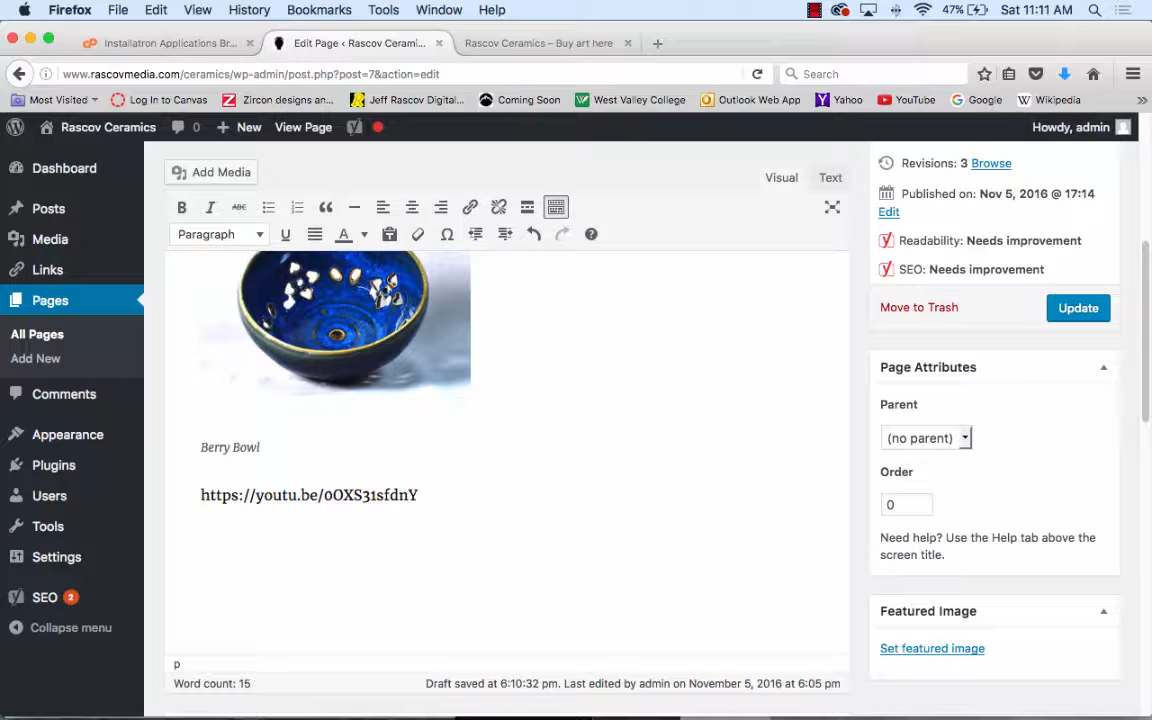 Firefox File Edit View History Bookmarks Tools Window Help 47% Sat 11:11 AM
Installatron Applications Br... × Edit Page ‹ Rascov Cerami... × Rascov Ceramics – Buy art here × +
www.rascovmedia.com/ceramics/wp-admin/post.php?post=7&action=edit Search
Most Visited Log In to Canvas Zircon designs an... Jeff Rascov Digital... Coming Soon West Valley College Outlook Web App Yahoo YouTube Google Wikipedia »
Rascov Ceramics 0 + New View Page Howdy, admin
Dashboard
Posts
Media
Links
Pages
All Pages
Add New
Comments
Appearance
Plugins
Users
Tools
Settings
SEO 2
Collapse menu
Add Media Visual Text
B I ABC
Paragraph U A
Berry Bowl
https://youtu.be/0OXS31sfdnY
p
Word count: 15 Draft saved at 6:10:32 pm. Last edited by admin on November 5, 2016 at 6:05 pm
Revisions: 3 Browse
Published on: Nov 5, 2016 @ 17:14
Edit
Readability: Needs improvement
SEO: Needs improvement
Move to Trash Update
Page Attributes
Parent
(no parent)
Order
0
Need help? Use the Help tab above the
screen title.
Featured Image
Set featured image